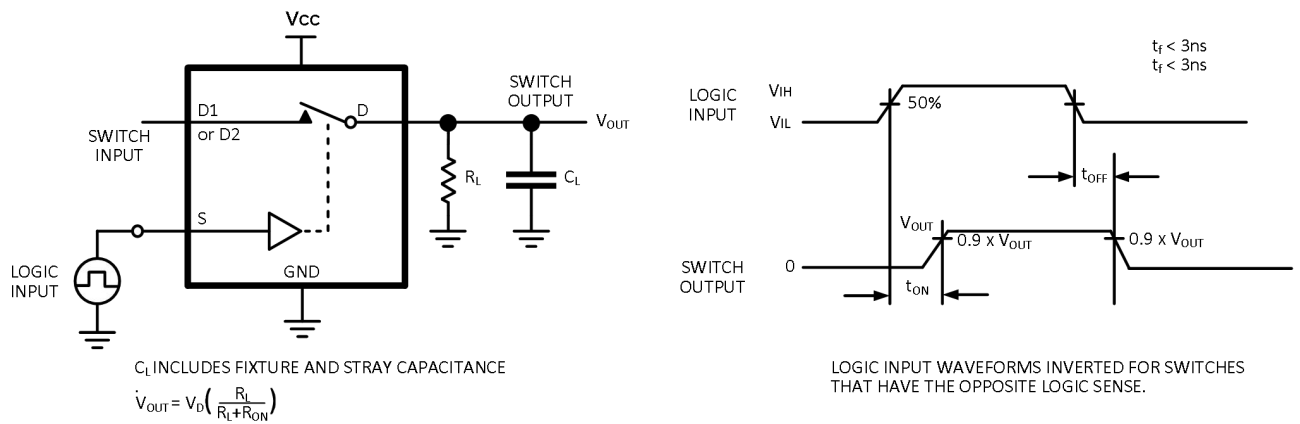 Vcc
D1
or D2
D
SWITCH
INPUT
SWITCH
OUTPUT
VOUT
RL
CL
S
LOGIC
INPUT
GND
CL INCLUDES FIXTURE AND STRAY CAPACITANCE
VOUT = VD( RL / RL+RON )
tf < 3ns
tf < 3ns
LOGIC
INPUT
VIH
VIL
50%
tOFF
VOUT
0.9 x VOUT
0.9 x VOUT
SWITCH
OUTPUT
0
tON
LOGIC INPUT WAVEFORMS INVERTED FOR SWITCHES
THAT HAVE THE OPPOSITE LOGIC SENSE.